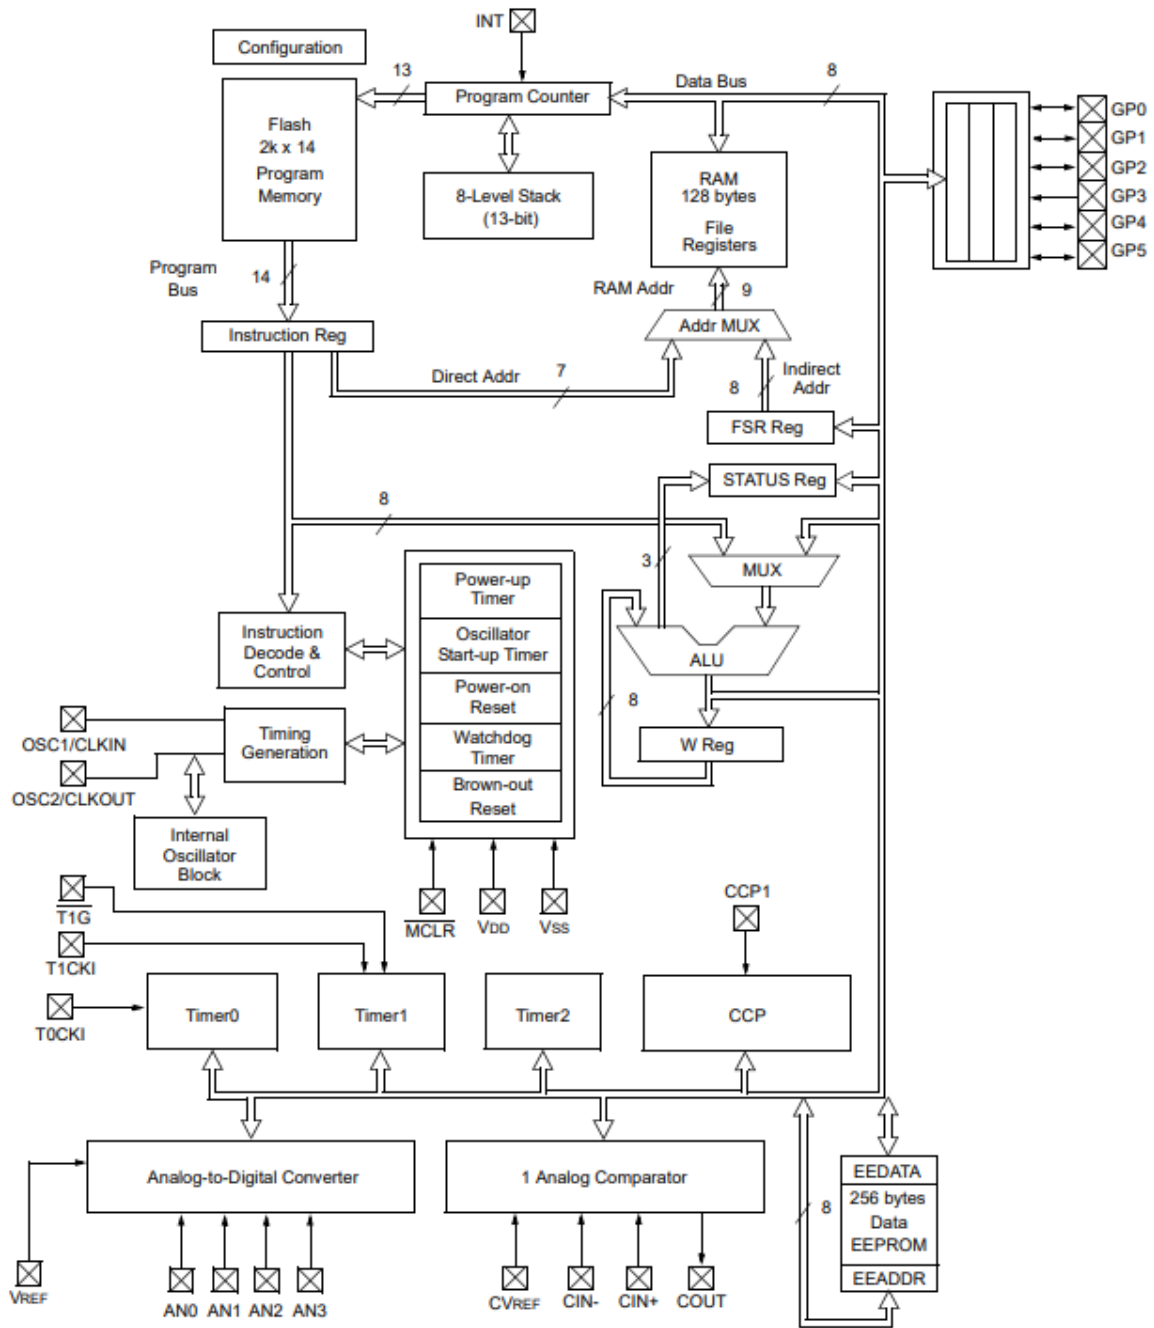 INT
Configuration
13
Program Counter
Data Bus
8
Flash
2k x 14
Program
Memory
8-Level Stack
(13-bit)
RAM
128 bytes
File
Registers
GP0
GP1
GP2
GP3
GP4
GP5
Program
Bus
14
RAM Addr
9
Addr MUX
Instruction Reg
Direct Addr
7
Indirect
Addr
8
FSR Reg
STATUS Reg
8
3
MUX
Power-up
Timer
Oscillator
Start-up Timer
Power-on
Reset
Watchdog
Timer
Brown-out
Reset
Instruction
Decode &
Control
ALU
8
W Reg
OSC1/CLKIN
Timing
Generation
OSC2/CLKOUT
Internal
Oscillator
Block
T1G
MCLR
VDD
VSS
CCP1
T1CKI
T0CKI
Timer0
Timer1
Timer2
CCP
Analog-to-Digital Converter
1 Analog Comparator
EEDATA
256 bytes
Data
EEPROM
EEADDR
8
VREF
AN0
AN1
AN2
AN3
CVREF
CIN-
CIN+
COUT